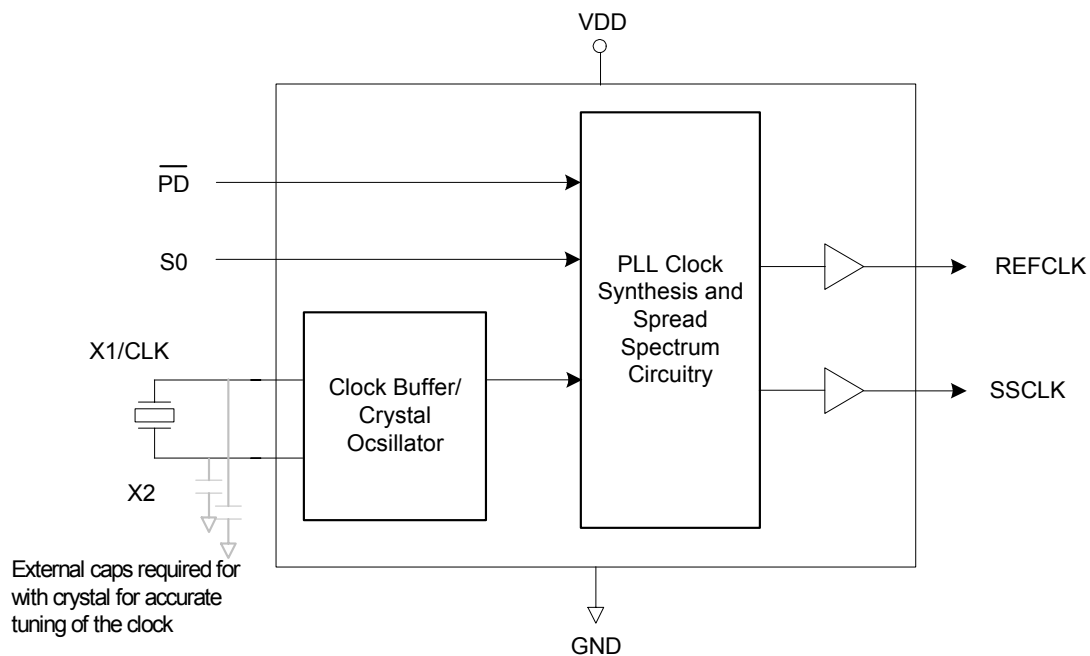 VDD
PD
S0
X1/CLK
X2
Clock Buffer/
Crystal
Ocsillator
PLL Clock
Synthesis and
Spread
Spectrum
Circuitry
REFCLK
SSCLK
External caps required for
with crystal for accurate
tuning of the clock
GND